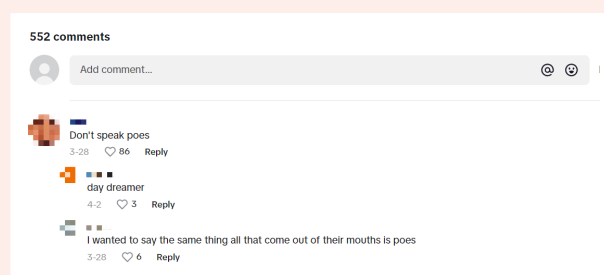 552 comments
Add comment...
Don't speak poes
3-28 86 Reply
day dreamer
4-2 3 Reply
I wanted to say the same thing all that come out of their mouths is poes
3-28 6 Reply